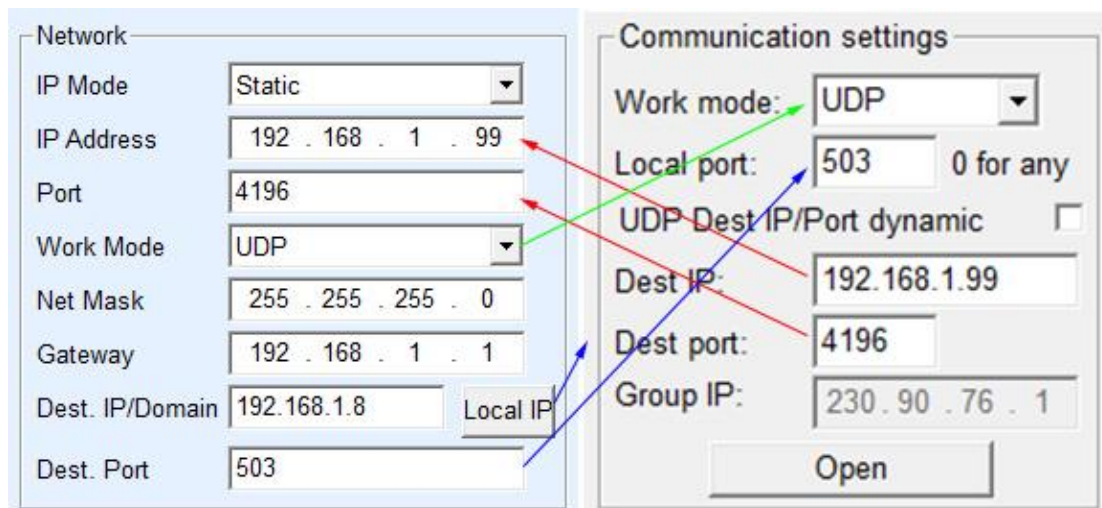 Network
IP Mode Static
IP Address 192 . 168 . 1 . 99
Port 4196
Work Mode UDP
Net Mask 255 . 255 . 255 . 0
Gateway 192 . 168 . 1 . 1
Dest. IP/Domain 192.168.1.8 Local IP
Dest. Port 503
Communication settings
Work mode: UDP
Local port: 503 0 for any
UDP Dest IP/Port dynamic
Dest IP: 192.168.1.99
Dest port: 4196
Group IP: 230 . 90 . 76 . 1
Open